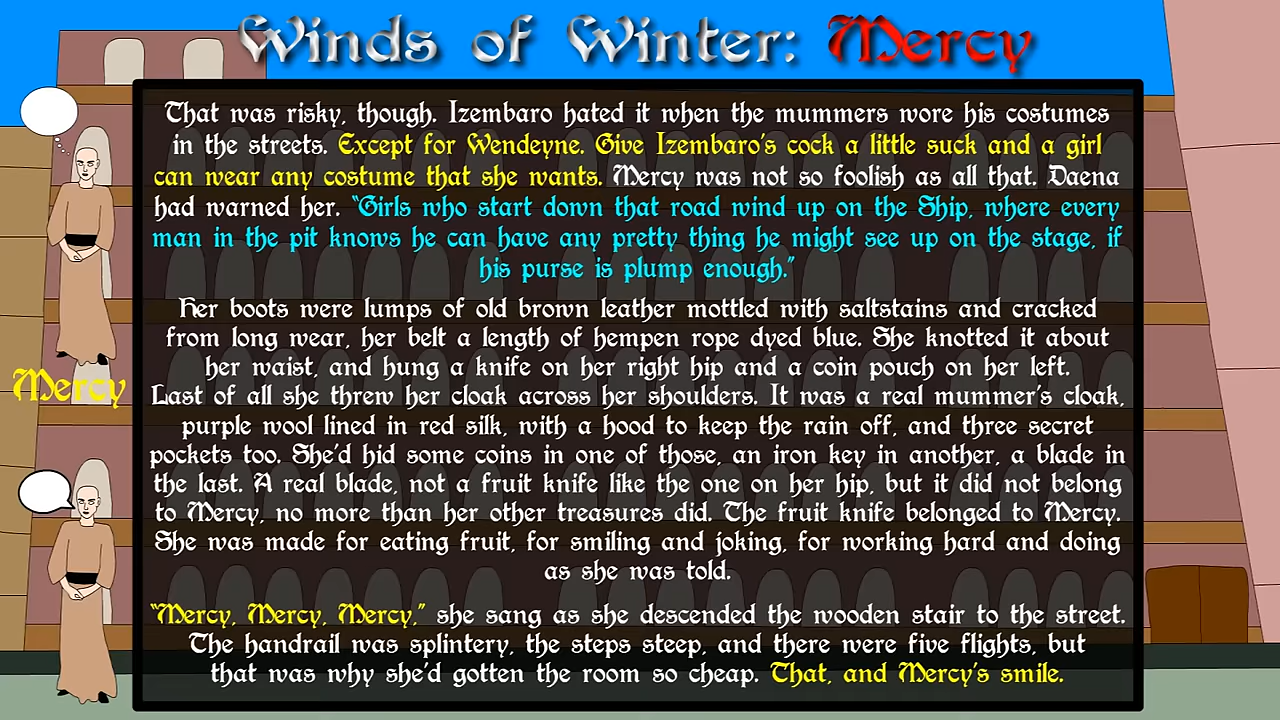 Winds of Winter: Mercy
That was risky, though. Izembaro hated it when the mummers wore his costumes
in the streets. Except for Wendeyne. Give Izembaro's cock a little suck and a girl
can wear any costume that she wants. Mercy was not so foolish as all that. Daena
had warned her. "Girls who start down that road wind up on the Ship, where every
man in the pit knows he can have any pretty thing he might see up on the stage, if
his purse is plump enough."
Her boots were lumps of old brown leather mottled with saltstains and cracked
from long wear, her belt a length of hempen rope dyed blue. She knotted it about
her waist, and hung a knife on her right hip and a coin pouch on her left.
Last of all she threw her cloak across her shoulders. It was a real mummer's cloak,
purple wool lined in red silk, with a hood to keep the rain off, and three secret
pockets too. She'd hid some coins in one of those, an iron key in another, a blade in
the last. A real blade, not a fruit knife like the one on her hip, but it did not belong
to Mercy, no more than her other treasures did. The fruit knife belonged to Mercy.
She was made for eating fruit, for smiling and joking, for working hard and doing
as she was told.
"Mercy, Mercy, Mercy," she sang as she descended the wooden stair to the street.
The handrail was splintery, the steps steep, and there were five flights, but
that was why she'd gotten the room so cheap. That, and Mercy's smile.
Mercy